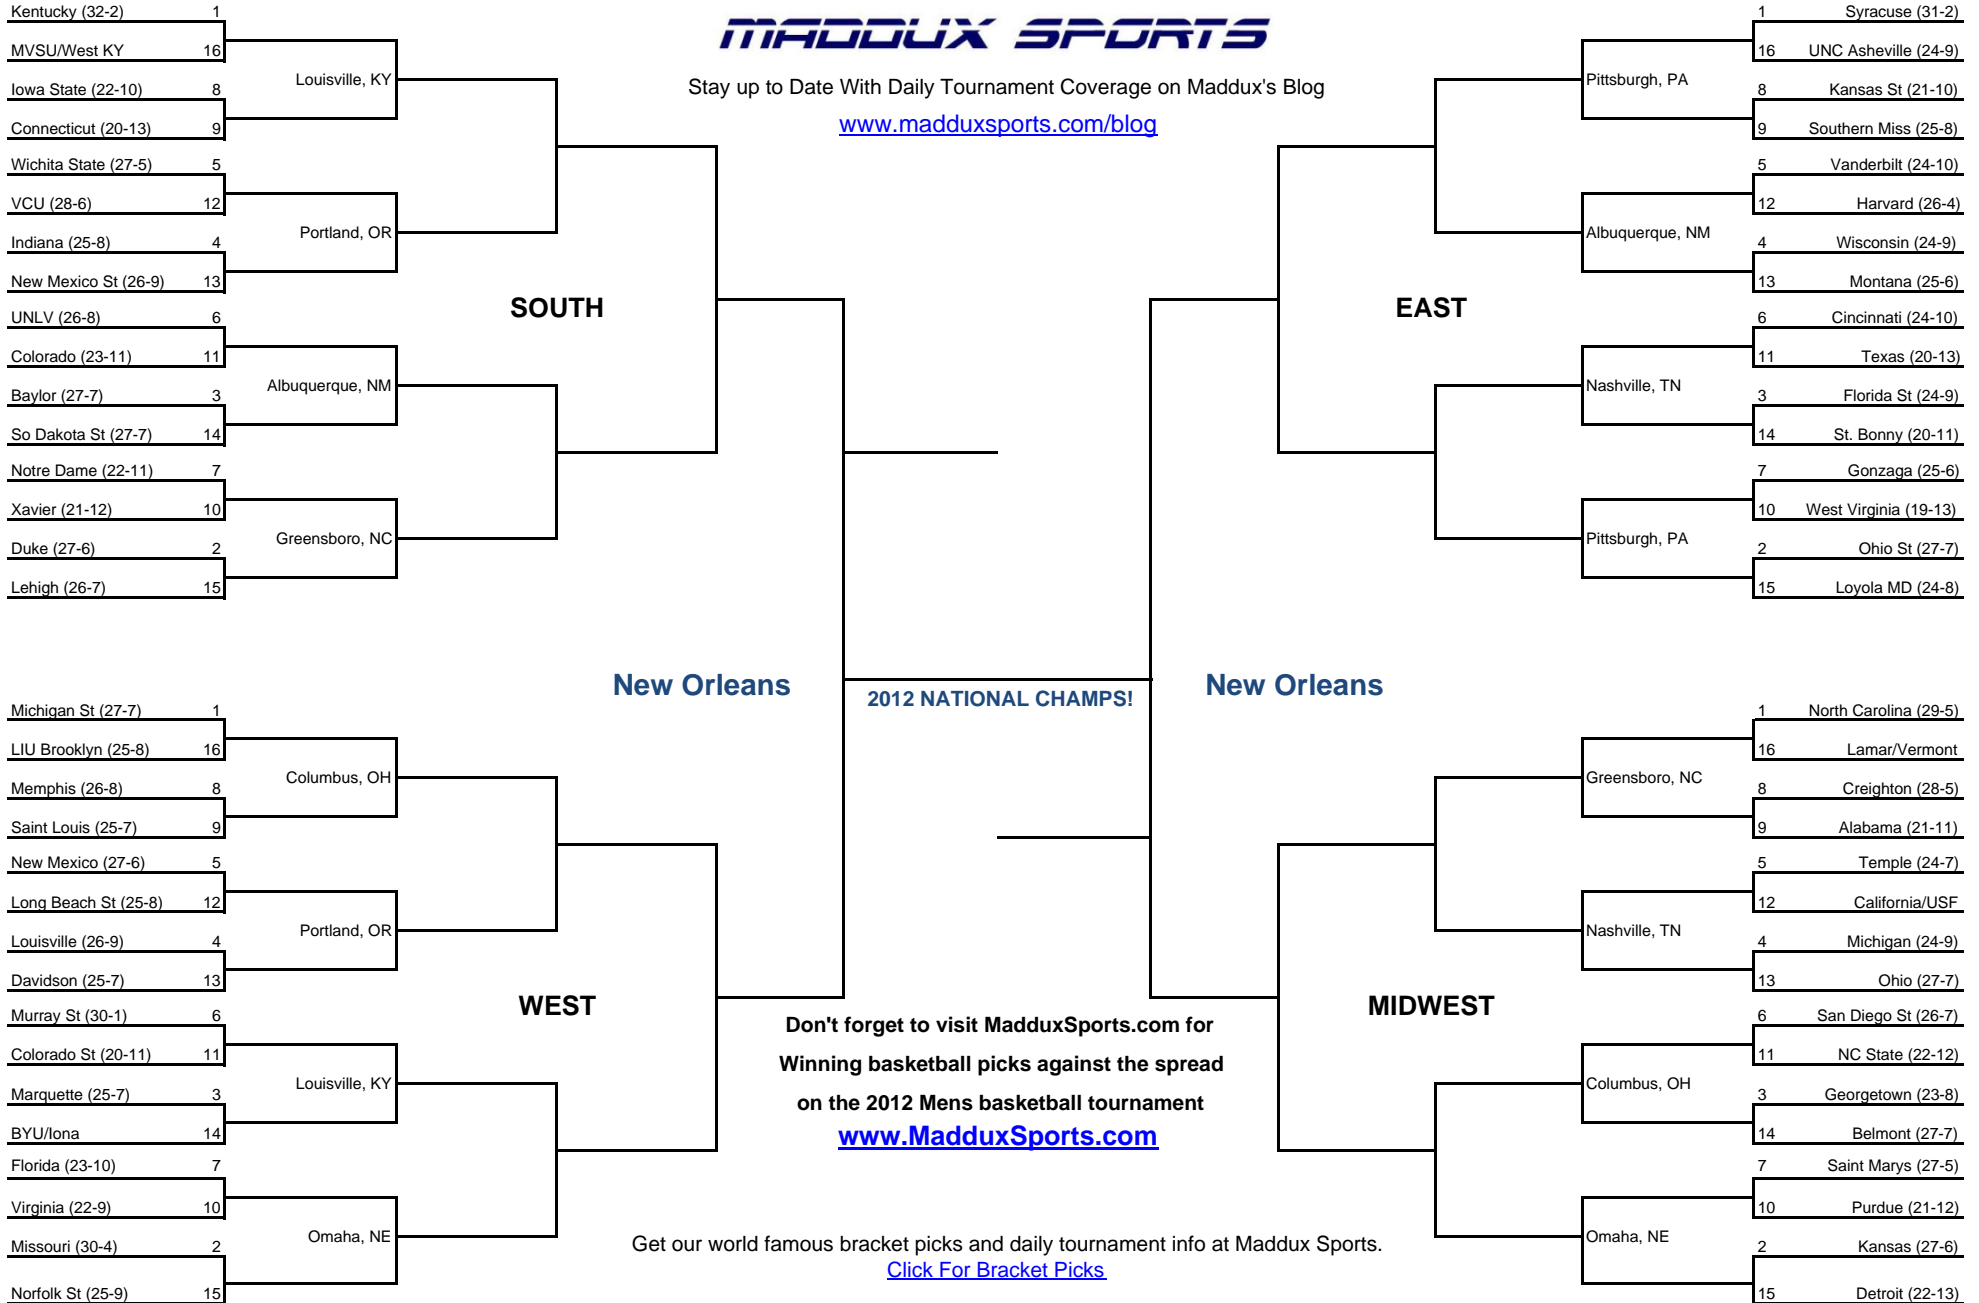 MADDUX SPORTS
Stay up to Date With Daily Tournament Coverage on Maddux's Blog
www.madduxsports.com/blog
Kentucky (32-2) 1
MVSU/West KY 16
Louisville, KY
Iowa State (22-10) 8
Connecticut (20-13) 9
Wichita State (27-5) 5
VCU (28-6) 12
Portland, OR
Indiana (25-8) 4
New Mexico St (26-9) 13
SOUTH
UNLV (26-8) 6
Colorado (23-11) 11
Albuquerque, NM
Baylor (27-7) 3
So Dakota St (27-7) 14
Notre Dame (22-11) 7
Xavier (21-12) 10
Greensboro, NC
Duke (27-6) 2
Lehigh (26-7) 15
1 Syracuse (31-2)
16 UNC Asheville (24-9)
Pittsburgh, PA
8 Kansas St (21-10)
9 Southern Miss (25-8)
5 Vanderbilt (24-10)
12 Harvard (26-4)
Albuquerque, NM
4 Wisconsin (24-9)
13 Montana (25-6)
EAST
6 Cincinnati (24-10)
11 Texas (20-13)
Nashville, TN
3 Florida St (24-9)
14 St. Bonny (20-11)
7 Gonzaga (25-6)
10 West Virginia (19-13)
Pittsburgh, PA
2 Ohio St (27-7)
15 Loyola MD (24-8)
New Orleans
2012 NATIONAL CHAMPS!
New Orleans
Michigan St (27-7) 1
LIU Brooklyn (25-8) 16
Columbus, OH
Memphis (26-8) 8
Saint Louis (25-7) 9
New Mexico (27-6) 5
Long Beach St (25-8) 12
Portland, OR
Louisville (26-9) 4
Davidson (25-7) 13
WEST
Murray St (30-1) 6
Colorado St (20-11) 11
Louisville, KY
Marquette (25-7) 3
BYU/Iona 14
Florida (23-10) 7
Virginia (22-9) 10
Omaha, NE
Missouri (30-4) 2
Norfolk St (25-9) 15
1 North Carolina (29-5)
16 Lamar/Vermont
Greensboro, NC
8 Creighton (28-5)
9 Alabama (21-11)
5 Temple (24-7)
12 California/USF
Nashville, TN
4 Michigan (24-9)
13 Ohio (27-7)
MIDWEST
6 San Diego St (26-7)
11 NC State (22-12)
Columbus, OH
3 Georgetown (23-8)
14 Belmont (27-7)
7 Saint Marys (27-5)
10 Purdue (21-12)
Omaha, NE
2 Kansas (27-6)
15 Detroit (22-13)
Don't forget to visit MadduxSports.com for
Winning basketball picks against the spread
on the 2012 Mens basketball tournament
www.MadduxSports.com
Get our world famous bracket picks and daily tournament info at Maddux Sports.
Click For Bracket Picks